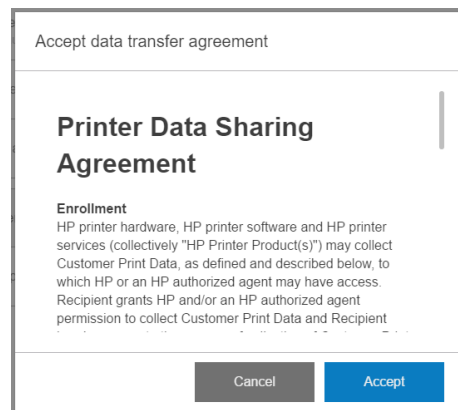 Accept data transfer agreement
Printer Data Sharing
Agreement
Enrollment
HP printer hardware, HP printer software and HP printer
services (collectively "HP Printer Product(s)") may collect
Customer Print Data, as defined and described below, to
which HP or an HP authorized agent may have access.
Recipient grants HP and/or an HP authorized agent
permission to collect Customer Print Data and Recipient
Cancel
Accept